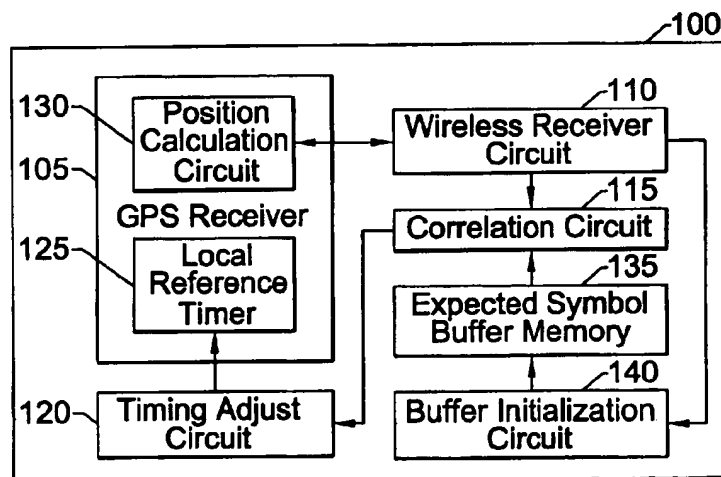 100
130
Position
Calculation
Circuit
105
GPS Receiver
125
Local
Reference
Timer
110
Wireless Receiver
Circuit
115
Correlation Circuit
135
Expected Symbol
Buffer Memory
120
Timing Adjust
Circuit
140
Buffer Initialization
Circuit